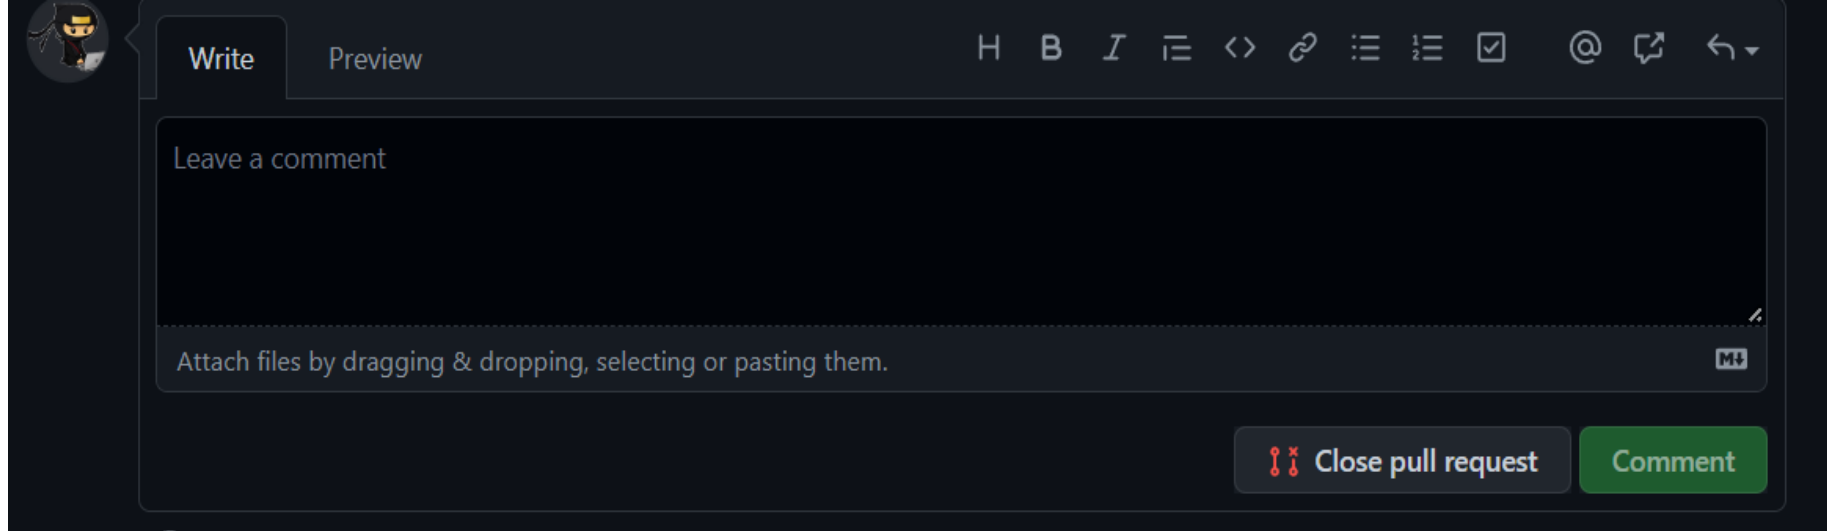 Write Preview H B I <> @
Leave a comment
Attach files by dragging & dropping, selecting or pasting them. M
Close pull request Comment